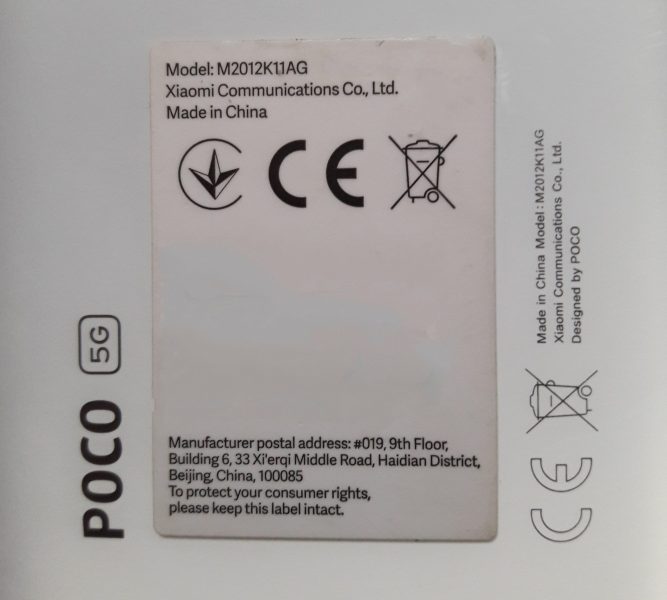 Model: M2012K11AG
Xiaomi Communications Co., Ltd.
Made in China
CE
Manufacturer postal address: #019, 9th Floor,
Building 6, 33 Xi'erqi Middle Road, Haidian District,
Beijing, China, 100085
To protect your consumer rights,
please keep this label intact.
POCO 5G
Made in China Model: M2012K11AG
Xiaomi Communications Co., Ltd.
Designed by POCO
CE